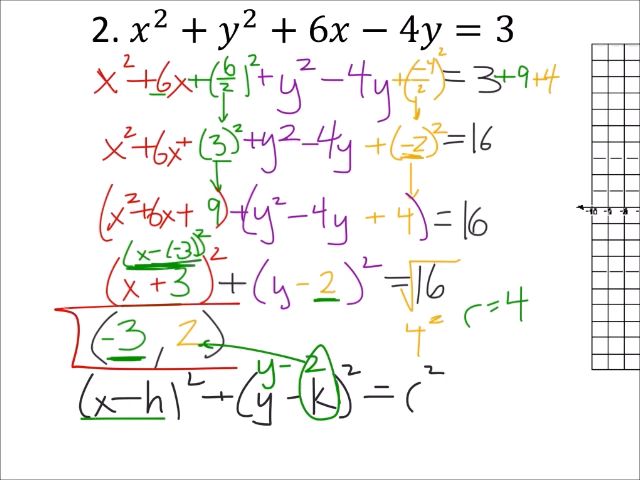 2. x² + y² + 6x − 4y = 3
x² + 6x + (6/2)² + y² − 4y + (−4/2)² = 3 + 9 + 4
x² + 6x + (3)² + y² − 4y + (−2)² = 16
(x² + 6x + 9) + (y² − 4y + 4) = 16
(x − (−3))²
(x + 3)² + (y − 2)² = √16
4² r = 4
(−3, 2)
y − 2
(x − h)² + (y − k)² = r²